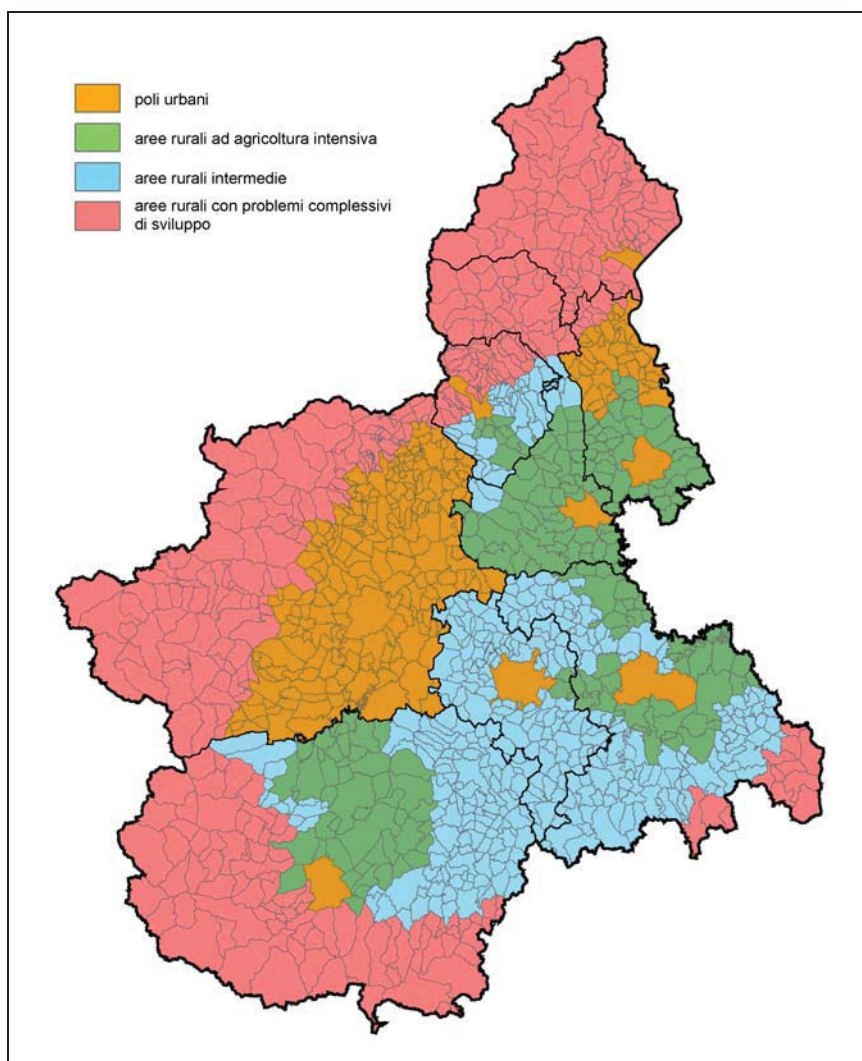 poli urbani
aree rurali ad agricoltura intensiva
aree rurali intermedie
aree rurali con problemi complessivi
di sviluppo